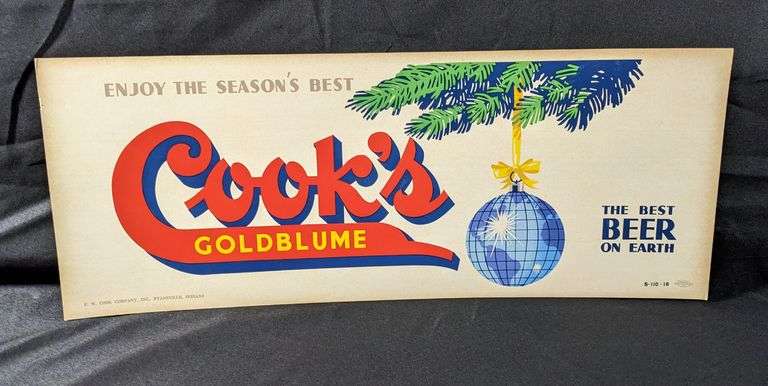 ENJOY THE SEASON'S BEST
Cook's
GOLDBLUME
THE BEST
BEER
ON EARTH
F. W. COOK COMPANY, INC. EVANSVILLE, INDIANA
S-110-18